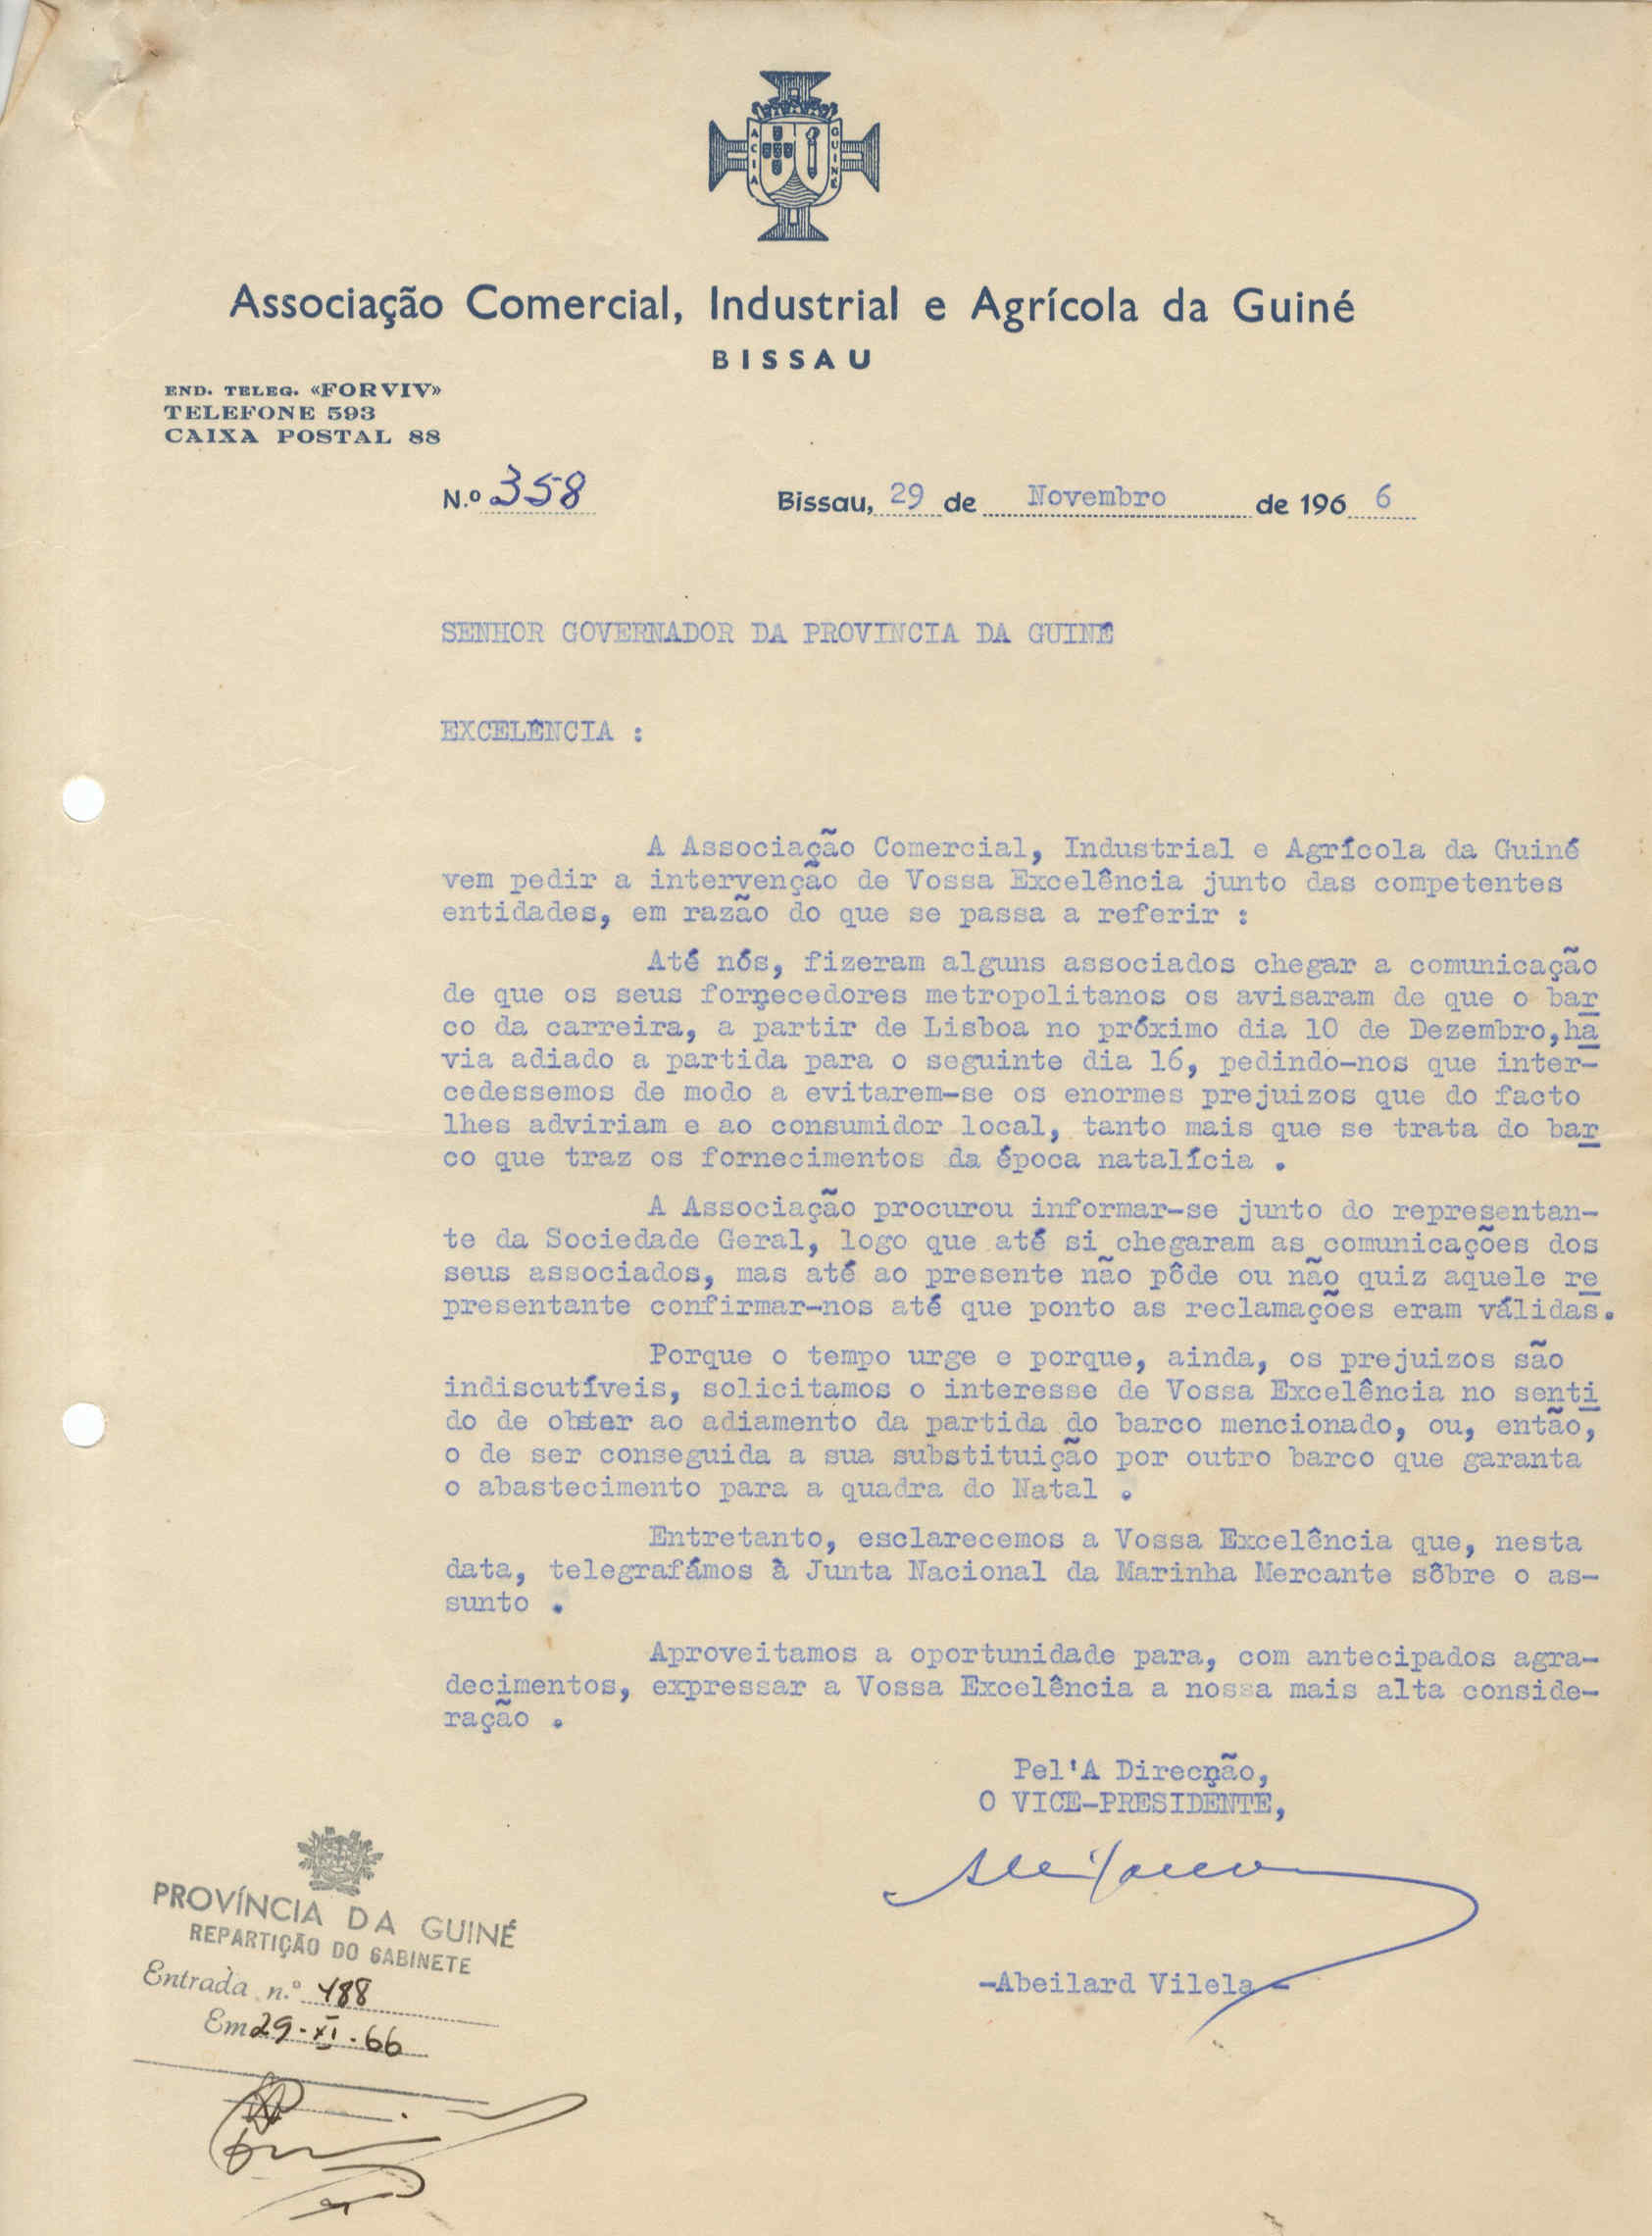 ACIA GUINÉ
Associação Comercial, Industrial e Agrícola da Guiné
BISSAU
END. TELEG. «FORVIV»
TELEFONE 593
CAIXA POSTAL 88
N.º 358 Bissau, 29 de Novembro de 1966
SENHOR GOVERNADOR DA PROVINCIA DA GUINÉ
EXCELÊNCIA :
A Associação Comercial, Industrial e Agrícola da Guiné
vem pedir a intervenção de Vossa Excelência junto das competentes
entidades, em razão do que se passa a referir :
Até nós, fizeram alguns associados chegar a comunicação
de que os seus forņecedores metropolitanos os avisaram de que o bar
co da carreira, a partir de Lisboa no próximo dia 10 de Dezembro,ha
via adiado a partida para o seguinte dia 16, pedindo-nos que inter-
cedessemos de modo a evitarem-se os enormes prejuizos que do facto
lhes adviriam e ao consumidor local, tanto mais que se trata do bar
co que traz os fornecimentos da época natalícia .
A Associação procurou informar-se junto do representan-
te da Sociedade Geral, logo que até si chegaram as comunicações dos
seus associados, mas até ao presente não pôde ou não quiz aquele re
presentante confirmar-nos até que ponto as reclamações eram válidas.
Porque o tempo urge e porque, ainda, os prejuizos são
indiscutíveis, solicitamos o interesse de Vossa Excelência no senti
do de obstar ao adiamento da partida do barco mencionado, ou, então,
o de ser conseguida a sua substituição por outro barco que garanta
o abastecimento para a quadra do Natal .
Entretanto, esclarecemos a Vossa Excelência que, nesta
data, telegrafámos à Junta Nacional da Marinha Mercante sôbre o as-
sunto .
Aproveitamos a oportunidade para, com antecipados agra-
decimentos, expressar a Vossa Excelência a nossa mais alta conside-
ração .
Pel'A Direcção,
O VICE-PRESIDENTE,
-Abeilard Vilela-
PROVÍNCIA DA GUINÉ
REPARTIÇÃO DO GABINETE
Entrada n.º 488
Em 29-XI-66